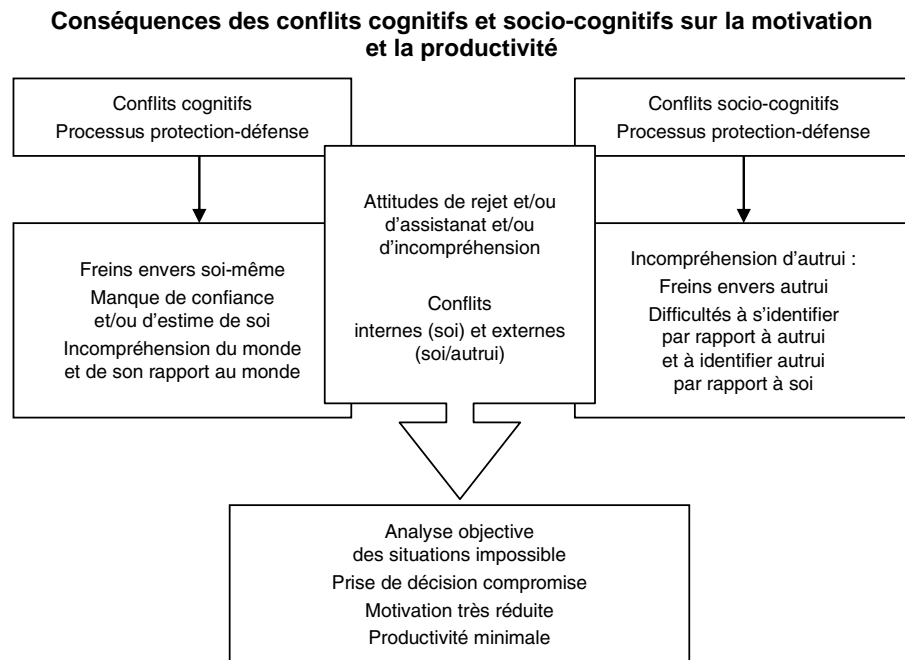 Conséquences des conflits cognitifs et socio-cognitifs sur la motivation
et la productivité
Conflits cognitifs
Processus protection-défense
Conflits socio-cognitifs
Processus protection-défense
Attitudes de rejet et/ou
d’assistanat et/ou
d’incompréhension
Conflits
internes (soi) et externes
(soi/autrui)
Freins envers soi-même
Manque de confiance
et/ou d’estime de soi
Incompréhension du monde
et de son rapport au monde
Incompréhension d’autrui :
Freins envers autrui
Difficultés à s’identifier
par rapport à autrui
et à identifier autrui
par rapport à soi
Analyse objective
des situations impossible
Prise de décision compromise
Motivation très réduite
Productivité minimale